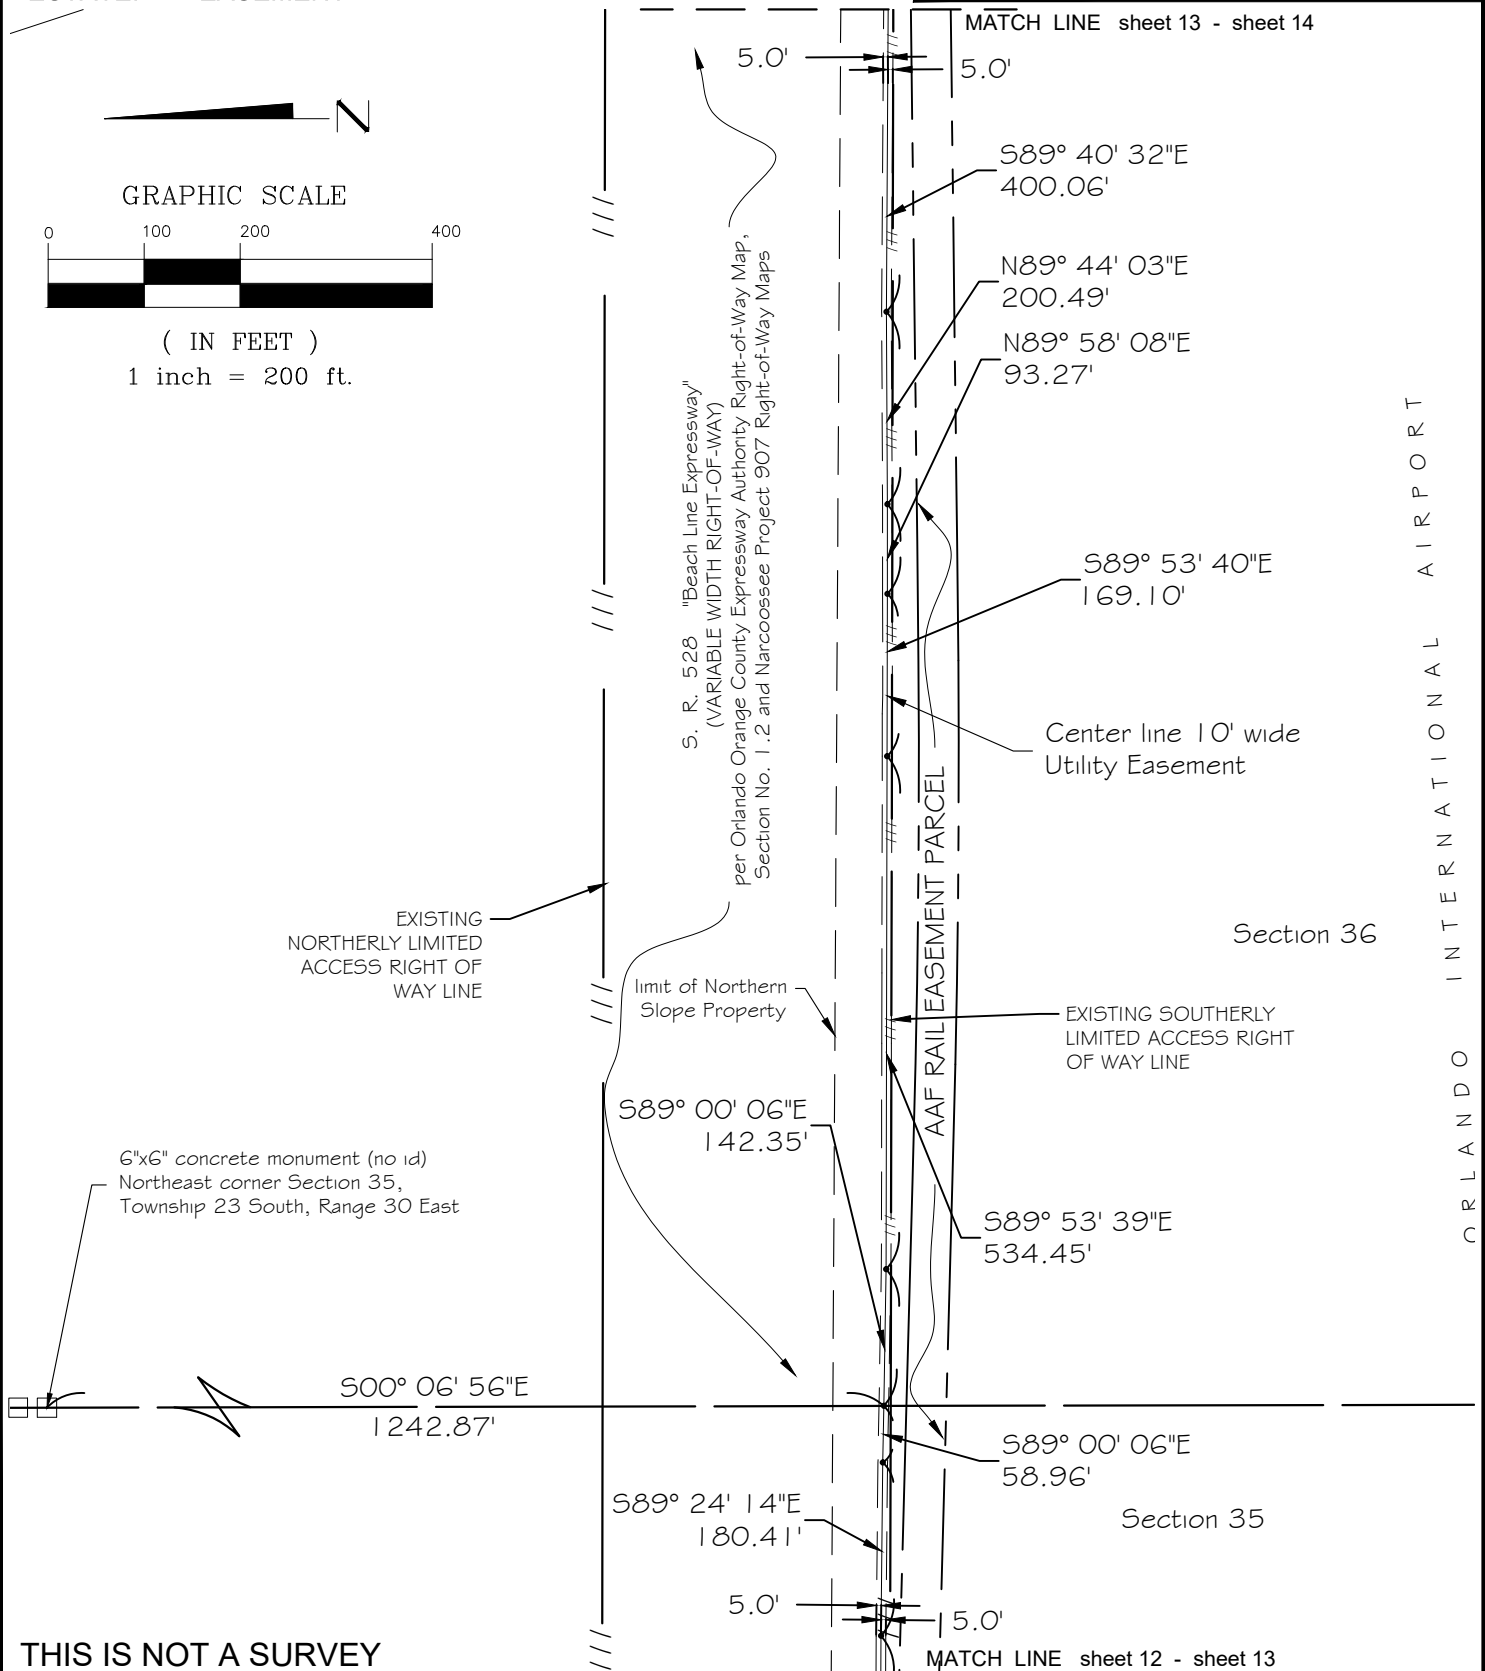 MATCH LINE sheet 13 - sheet 14
5.0'
5.0'
N
GRAPHIC SCALE
0 100 200 400
( IN FEET )
1 inch = 200 ft.
S89° 40' 32"E
400.06'
N89° 44' 03"E
200.49'
N89° 58' 08"E
93.27'
S. R. 528 "Beach Line Expressway"
(VARIABLE WIDTH RIGHT-OF-WAY)
per Orlando Orange County Expressway Authority Right-of-Way Map,
Section No. 1.2 and Narcoossee Project 907 Right-of-Way Maps
S89° 53' 40"E
169.10'
Center line 10' wide
Utility Easement
AAF RAIL EASEMENT PARCEL
ORLANDO INTERNATIONAL AIRPORT
Section 36
EXISTING
NORTHERLY LIMITED
ACCESS RIGHT OF
WAY LINE
limit of Northern
Slope Property
EXISTING SOUTHERLY
LIMITED ACCESS RIGHT
OF WAY LINE
S89° 00' 06"E
142.35'
6"x6" concrete monument (no id)
Northeast corner Section 35,
Township 23 South, Range 30 East
S89° 53' 39"E
534.45'
S00° 06' 56"E
1242.87'
S89° 00' 06"E
58.96'
S89° 24' 14"E
180.41'
Section 35
5.0'
5.0'
THIS IS NOT A SURVEY
MATCH LINE sheet 12 - sheet 13